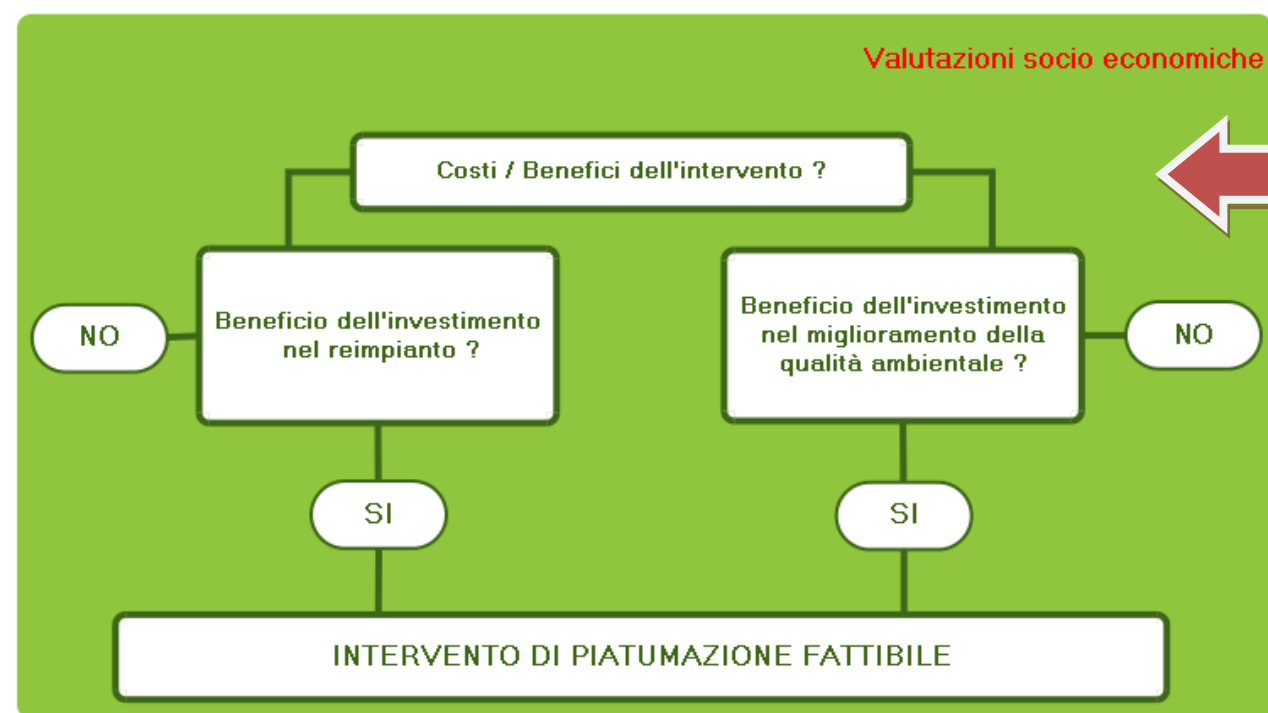 Valutazioni socio economiche
Costi / Benefici dell'intervento ?
Beneficio dell'investimento
nel reimpianto ?
Beneficio dell'investimento
nel miglioramento della
qualità ambientale ?
NO
NO
SI
SI
INTERVENTO DI PIATUMAZIONE FATTIBILE